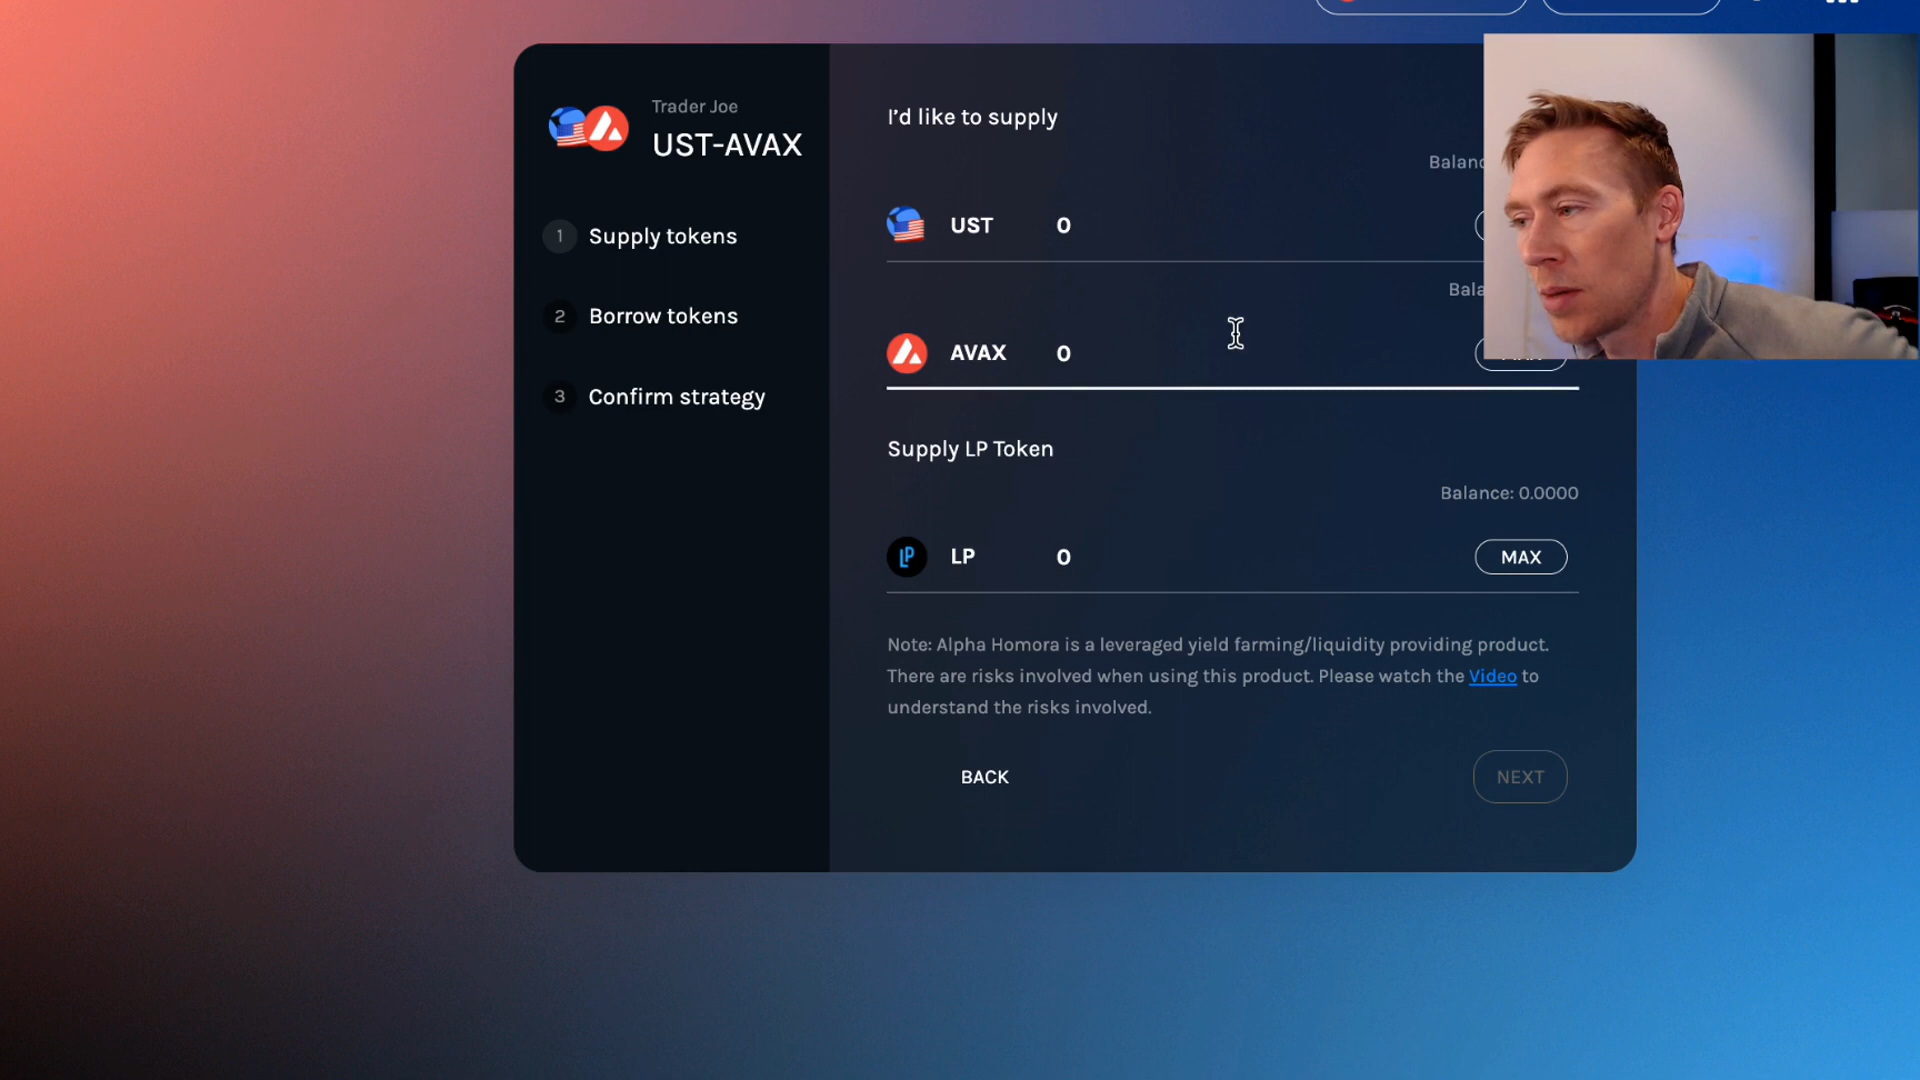 Trader Joe
UST-AVAX
1 Supply tokens
2 Borrow tokens
3 Confirm strategy
I'd like to supply
UST 0
AVAX 0
Supply LP Token
Balance: 0.0000
LP LP 0 MAX
Note: Alpha Homora is a leveraged yield farming/liquidity providing product.
There are risks involved when using this product. Please watch the Video to
understand the risks involved.
BACK NEXT